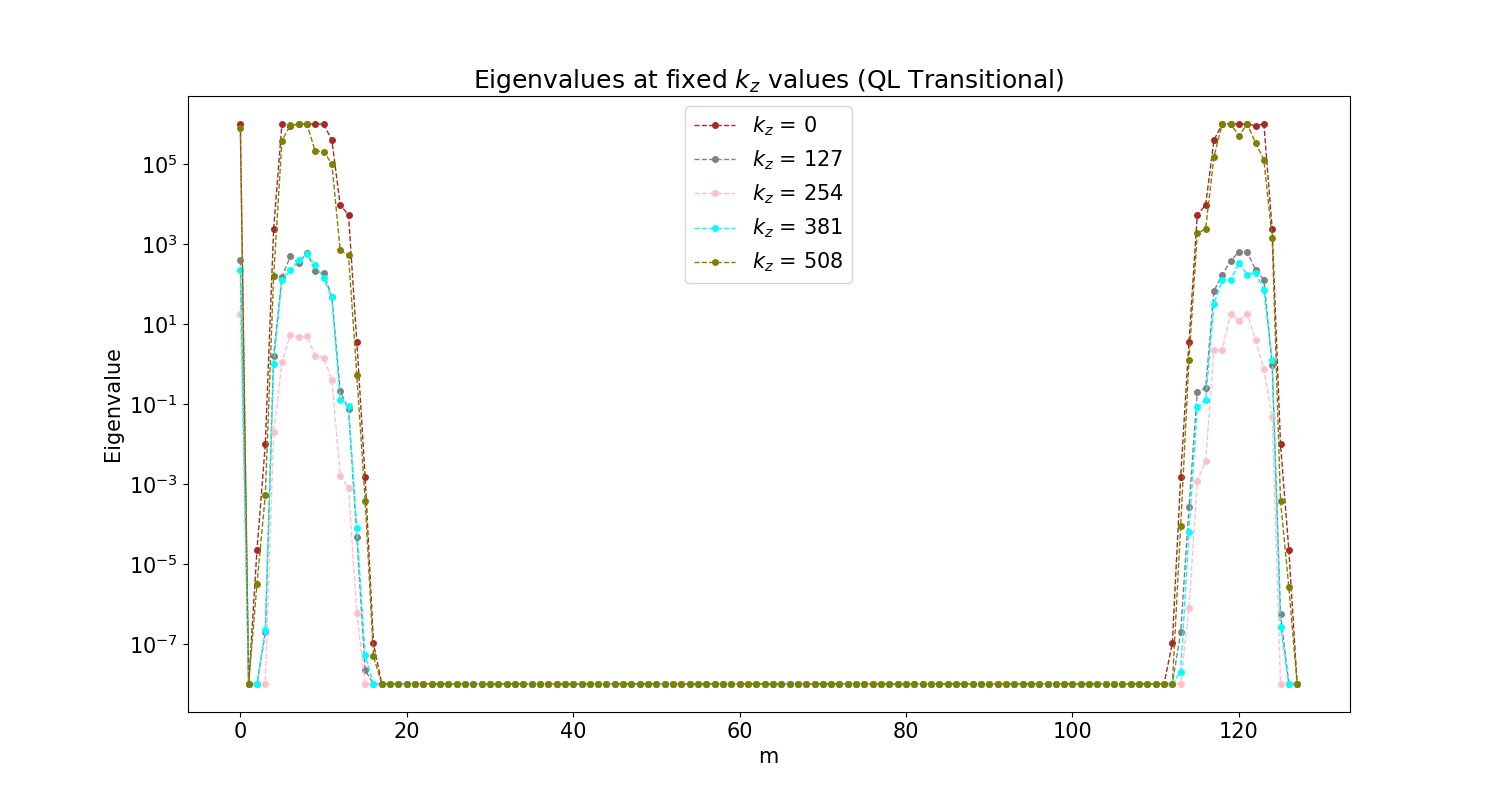 Eigenvalues at fixed $k_z$ values (QL Transitional)
$k_z$ = 0
$k_z$ = 127
$k_z$ = 254
$k_z$ = 381
$k_z$ = 508
Eigenvalue
$10^5$
$10^3$
$10^1$
$10^{-1}$
$10^{-3}$
$10^{-5}$
$10^{-7}$
0 20 40 60 80 100 120
m